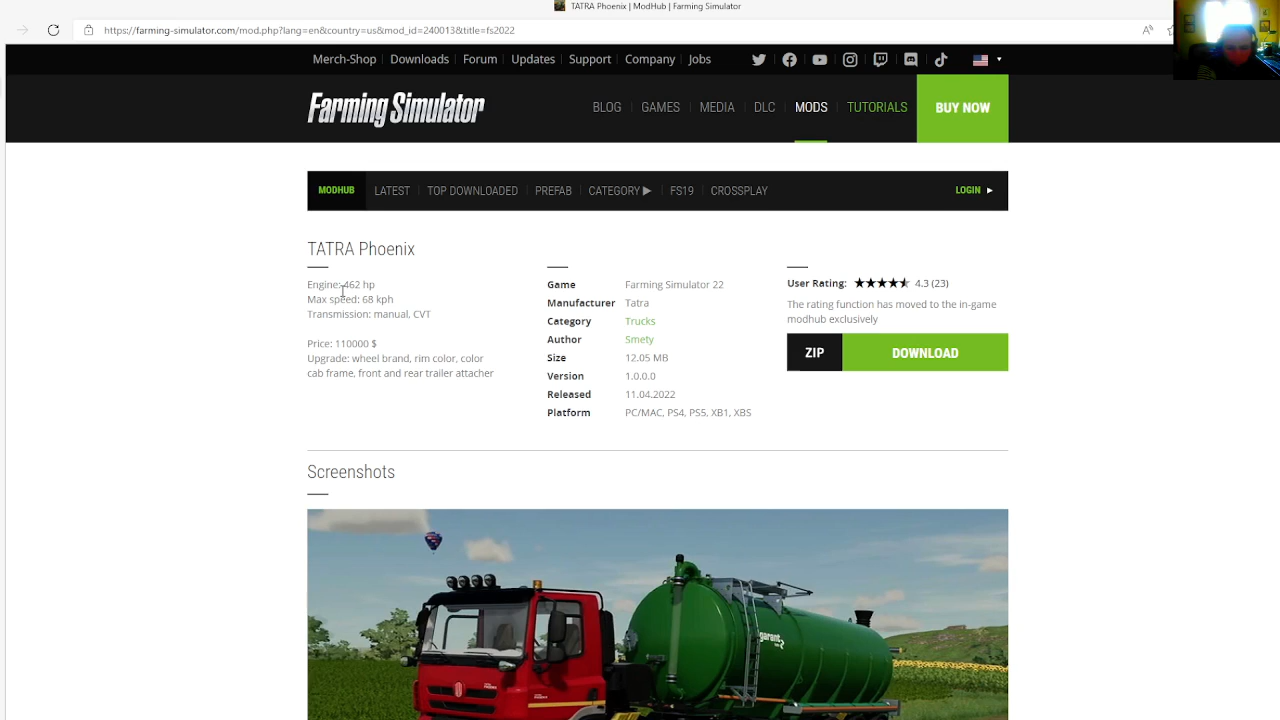 TATRA Phoenix | ModHub | Farming Simulator
https://farming-simulator.com/mod.php?lang=en&country=us&mod_id=240013&title=fs2022
Merch-Shop Downloads Forum Updates Support Company Jobs
Farming Simulator
BLOG GAMES MEDIA DLC MODS TUTORIALS BUY NOW
MODHUB LATEST TOP DOWNLOADED PREFAB CATEGORY FS19 CROSSPLAY LOGIN
TATRA Phoenix
Engine: 462 hp
Max speed: 68 kph
Transmission: manual, CVT
Price: 110000 $
Upgrade: wheel brand, rim color, color
cab frame, front and rear trailer attacher
Game Farming Simulator 22
Manufacturer Tatra
Category Trucks
Author Smety
Size 12.05 MB
Version 1.0.0.0
Released 11.04.2022
Platform PC/MAC, PS4, PS5, XB1, XBS
User Rating: 4.3 (23)
The rating function has moved to the in-game
modhub exclusively
ZIP DOWNLOAD
Screenshots
garant